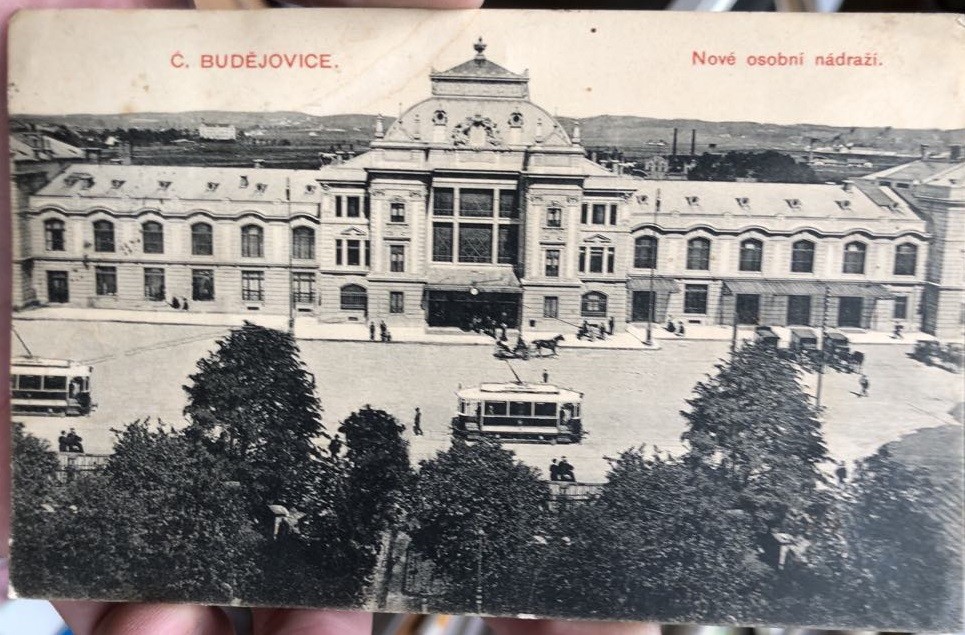 Č. BUDĚJOVICE.
Nové osobní nádraží.